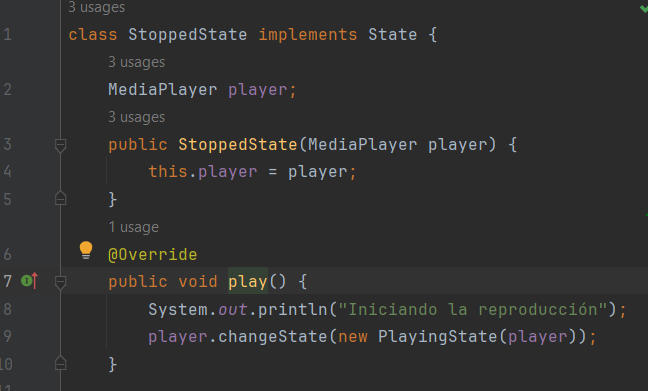 3 usages
1 class StoppedState implements State {
3 usages
2 MediaPlayer player;
3 usages
3 public StoppedState(MediaPlayer player) {
4 this.player = player;
5 }
1 usage
6 @Override
7 public void play() {
8 System.out.println("Iniciando la reproducción");
9 player.changeState(new PlayingState(player));
10 }